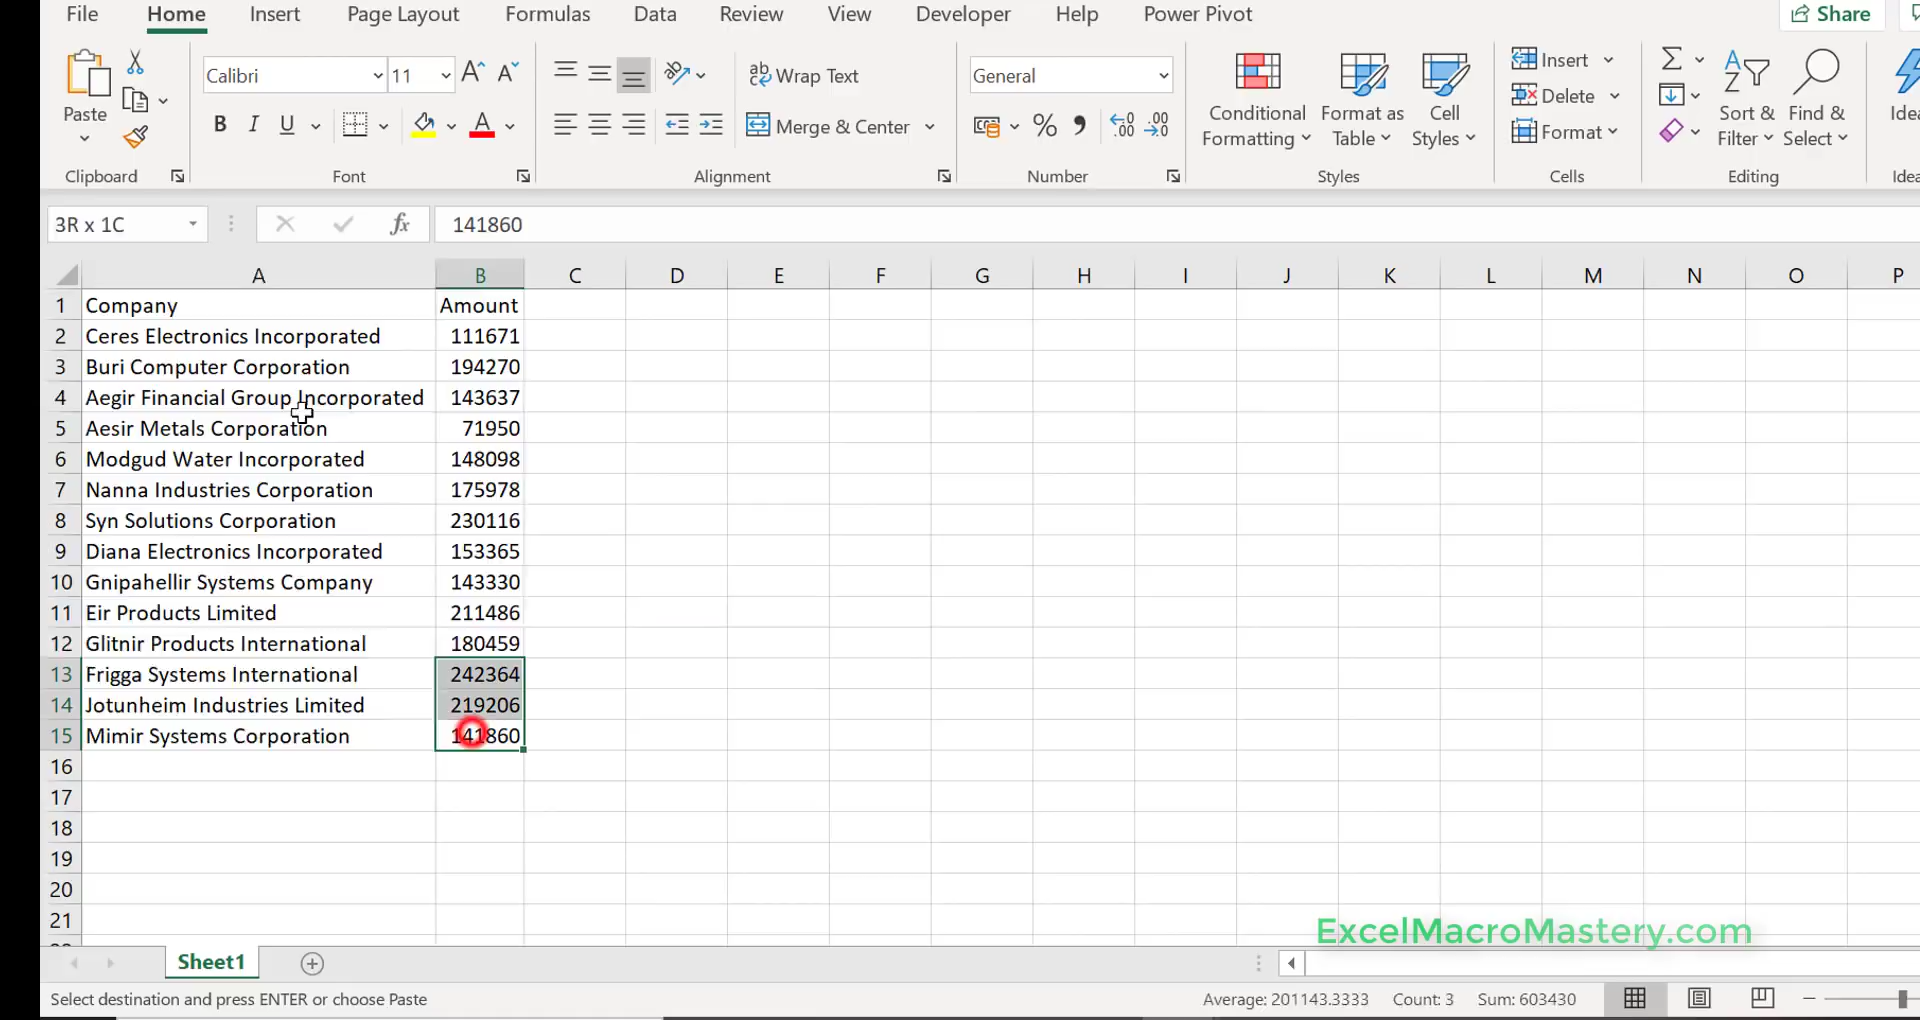 File Home Insert Page Layout Formulas Data Review View Developer Help Power Pivot Share
Paste
Clipboard
Calibri 11
B I U A
Font
Wrap Text
Merge & Center
Alignment
General
% , .00 .00
Number
Conditional Formatting
Format as Table
Cell Styles
Styles
Insert
Delete
Format
Cells
Sort & Filter
Find & Select
Editing
3R x 1C fx 141860
A B C D E F G H I J K L M N O P
1 Company Amount
2 Ceres Electronics Incorporated 111671
3 Buri Computer Corporation 194270
4 Aegir Financial Group Incorporated 143637
5 Aesir Metals Corporation 71950
6 Modgud Water Incorporated 148098
7 Nanna Industries Corporation 175978
8 Syn Solutions Corporation 230116
9 Diana Electronics Incorporated 153365
10 Gnipahellir Systems Company 143330
11 Eir Products Limited 211486
12 Glitnir Products International 180459
13 Frigga Systems International 242364
14 Jotunheim Industries Limited 219206
15 Mimir Systems Corporation 141860
16
17
18
19
20
21
ExcelMacroMastery.com
Sheet1
Select destination and press ENTER or choose Paste Average: 201143.3333 Count: 3 Sum: 603430